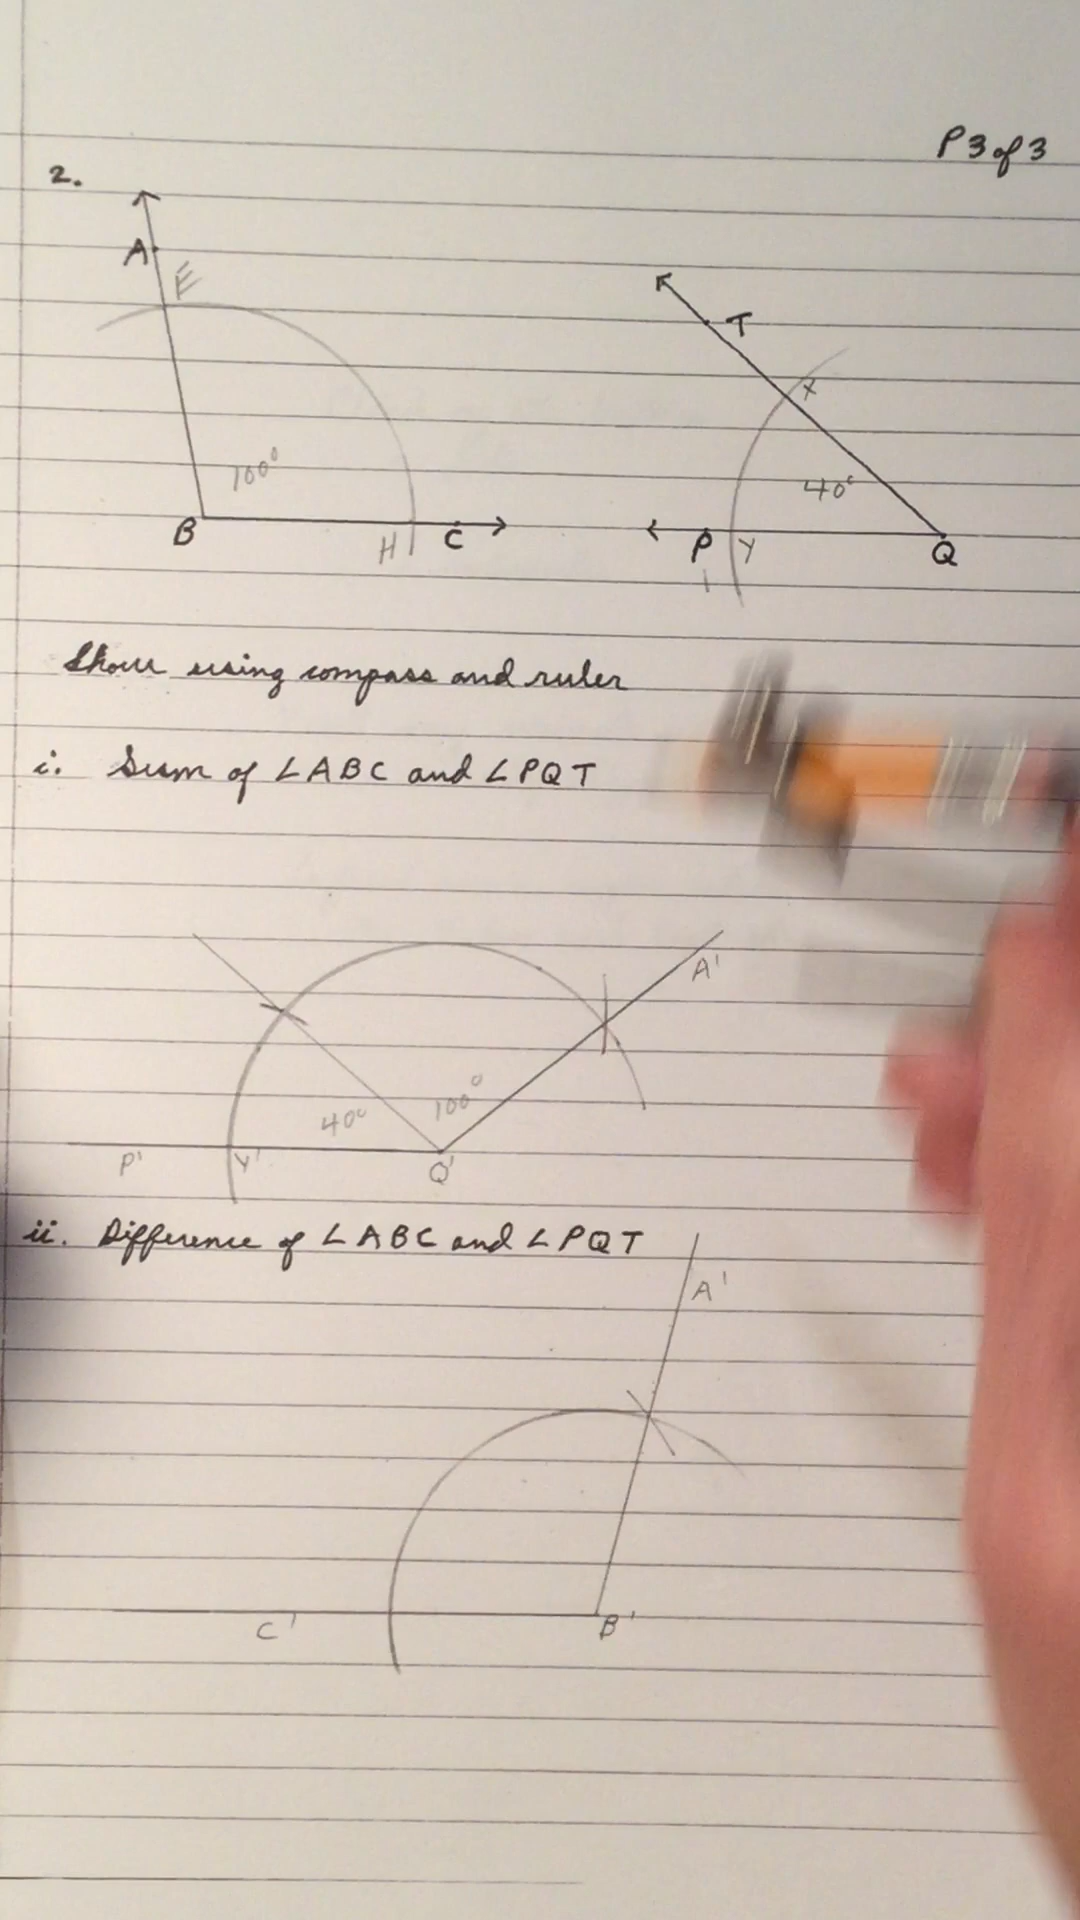 P 3 of 3
2.
A
E
T
X
100°
40°
B
H
C
P
Y
Q
Show using compass and ruler
i. Sum of ∠ABC and ∠PQT
A'
40°
100°
P'
Y'
Q'
ii. Difference of ∠ABC and ∠PQT
A'
C'
B'